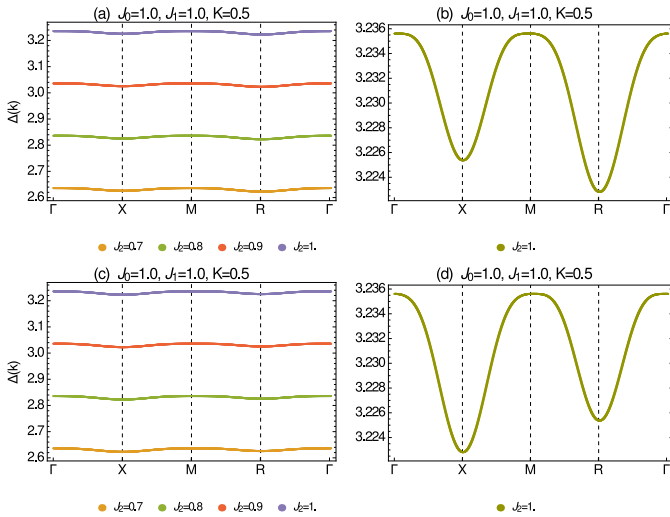 (a) J₀=1.0, J₁=1.0, K=0.5
Δ(k)
3.2
3.1
3.0
2.9
2.8
2.7
2.6
Γ X M R Γ
J₂=0.7 J₂=0.8 J₂=0.9 J₂=1.
(b) J₀=1.0, J₁=1.0, K=0.5
3.236
3.234
3.232
3.230
3.228
3.226
3.224
Γ X M R Γ
J₂=1.
(c) J₀=1.0, J₁=1.0, K=0.5
Δ(k)
3.2
3.1
3.0
2.9
2.8
2.7
2.6
Γ X M R Γ
J₂=0.7 J₂=0.8 J₂=0.9 J₂=1.
(d) J₀=1.0, J₁=1.0, K=0.5
3.236
3.234
3.232
3.230
3.228
3.226
3.224
Γ X M R Γ
J₂=1.